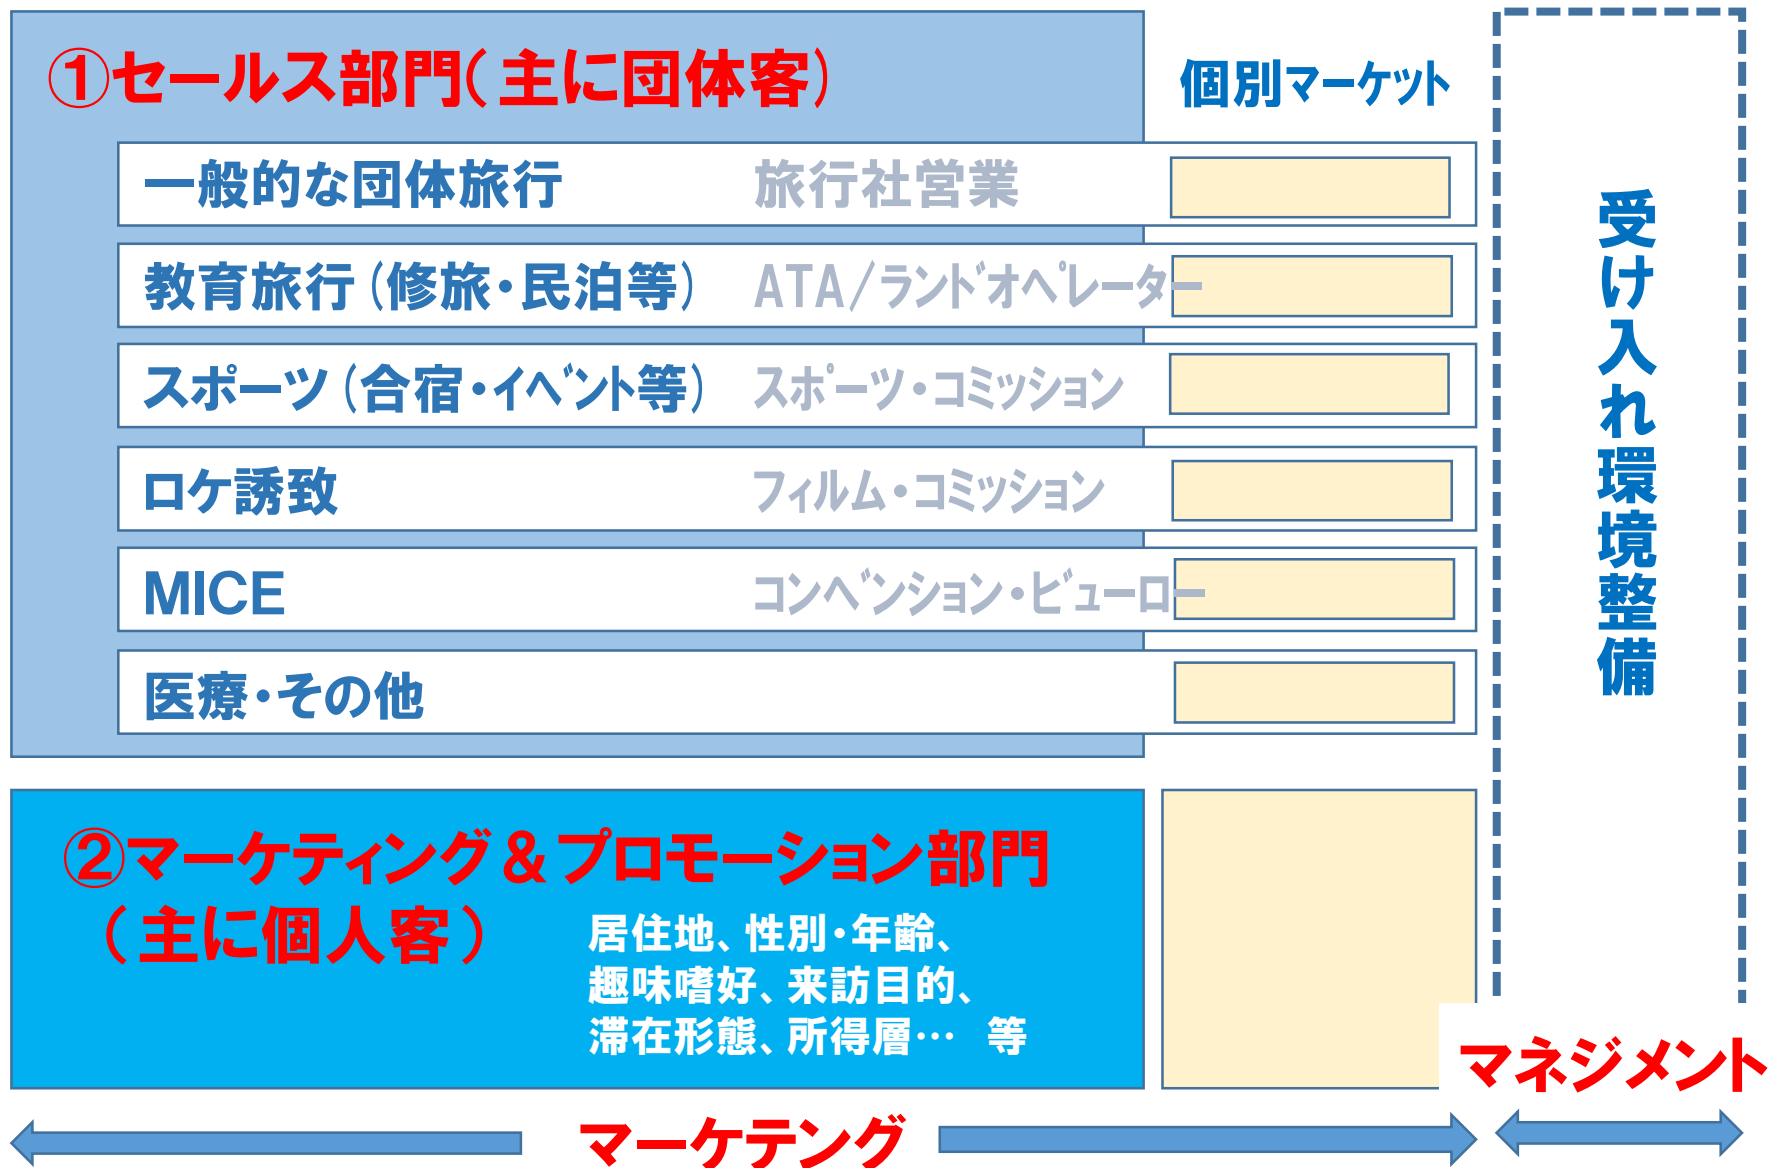 ①セールス部門(主に団体客)
個別マーケット
一般的な団体旅行 旅行社営業
教育旅行(修旅・民泊等) ATA/ランドオペレーター
スポーツ(合宿・イベント等) スポーツ・コミッション
ロケ誘致 フィルム・コミッション
MICE コンベンション・ビューロー
医療・その他
受け入れ環境整備
②マーケティング&プロモーション部門
(主に個人客)
居住地、性別・年齢、
趣味嗜好、来訪目的、
滞在形態、所得層… 等
マネジメント
マーケテング